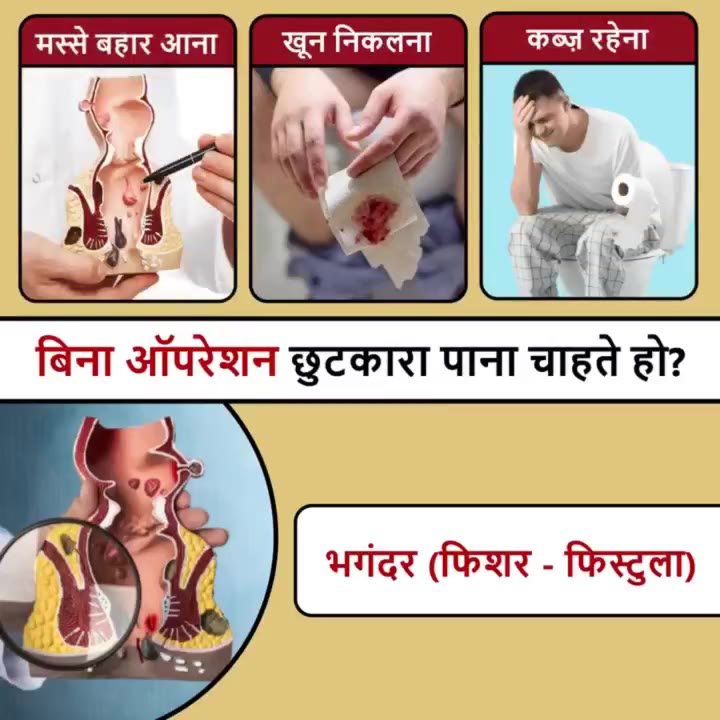 मस्से बहार आना
खून निकलना
कब्ज़ रहेना
बिना ऑपरेशन छुटकारा पाना चाहते हो?
भगंदर (फिशर - फिस्टुला)